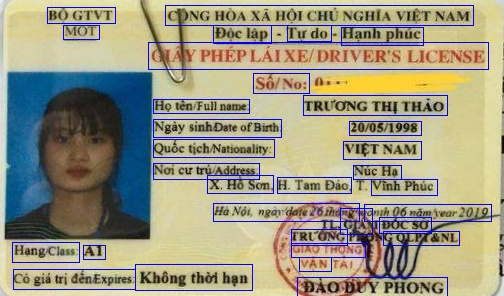 BỘ GTVT
MOT
CỘNG HÒA XÃ HỘI CHỦ NGHĨA VIỆT NAM
Độc lập - Tự do - Hạnh phúc
GIẤY PHÉP LÁI XE/DRIVER'S LICENSE
Số/No:
Họ tên/Full name: TRƯƠNG THỊ THẢO
Ngày sinh/Date of Birth: 20/05/1998
Quốc tịch/Nationality: VIỆT NAM
Nơi cư trú/Address: Núc Hạ
X. Hồ Sơn, H. Tam Đảo, T. Vĩnh Phúc
Hà Nội, ngày/date 26 tháng/month 06 năm/year 2019
TL. GIÁM ĐỐC SỞ
TRƯỞNG PHÒNG QLPT&NL
GIAO THÔNG
VẬN TẢI
Hạng/Class: A1
Có giá trị đến/Expires: Không thời hạn
ĐÀO DUY PHONG